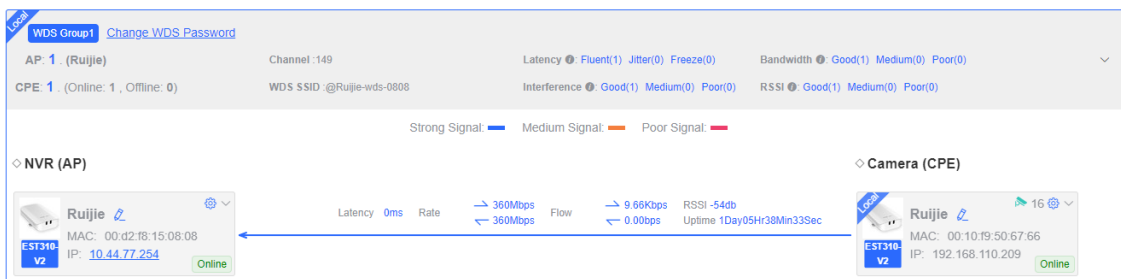 Local
WDS Group1 Change WDS Password
AP: 1 . (Ruijie) Channel :149 Latency : Fluent(1) Jitter(0) Freeze(0) Bandwidth : Good(1) Medium(0) Poor(0)
CPE: 1 . (Online: 1 , Offline: 0) WDS SSID :@Ruijie-wds-0808 Interference : Good(1) Medium(0) Poor(0) RSSI : Good(1) Medium(0) Poor(0)
Strong Signal: Medium Signal: Poor Signal:
NVR (AP) Camera (CPE)
Ruijie
MAC: 00:d2:f8:15:08:08
IP: 10.44.77.254
EST310-
V2
Online
Latency 0ms Rate 360Mbps Flow 9.66Kbps RSSI -54db
360Mbps 0.00bps Uptime 1Day05Hr38Min33Sec
Local
Ruijie 16
MAC: 00:10:f9:50:67:66
IP: 192.168.110.209
EST310-
V2
Online